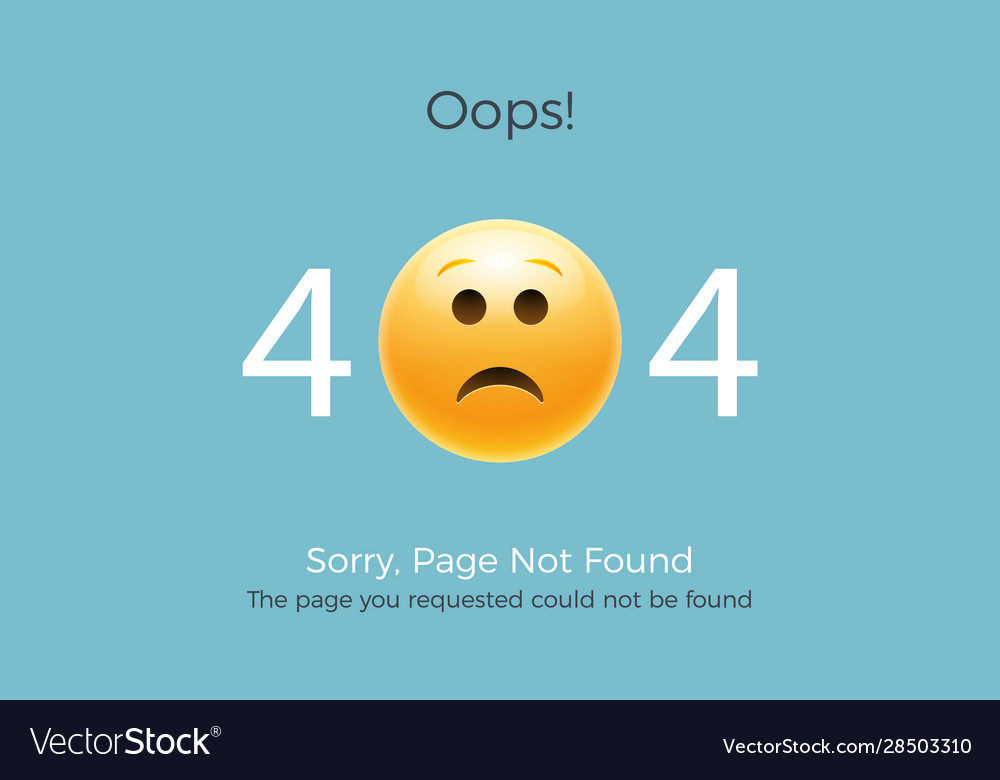 Oops!
4 4
Sorry, Page Not Found
The page you requested could not be found
VectorStock®
VectorStock.com/28503310